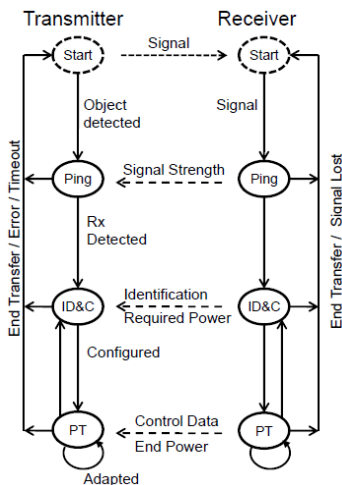 Transmitter Receiver
Signal
Start Start
Object
detected
Signal
Ping Signal Strength Ping
Rx
Detected
End Transfer / Error / Timeout
End Transfer / Signal Lost
Identification
ID&C ID&C
Required Power
Configured
Control Data
PT PT
End Power
Adapted